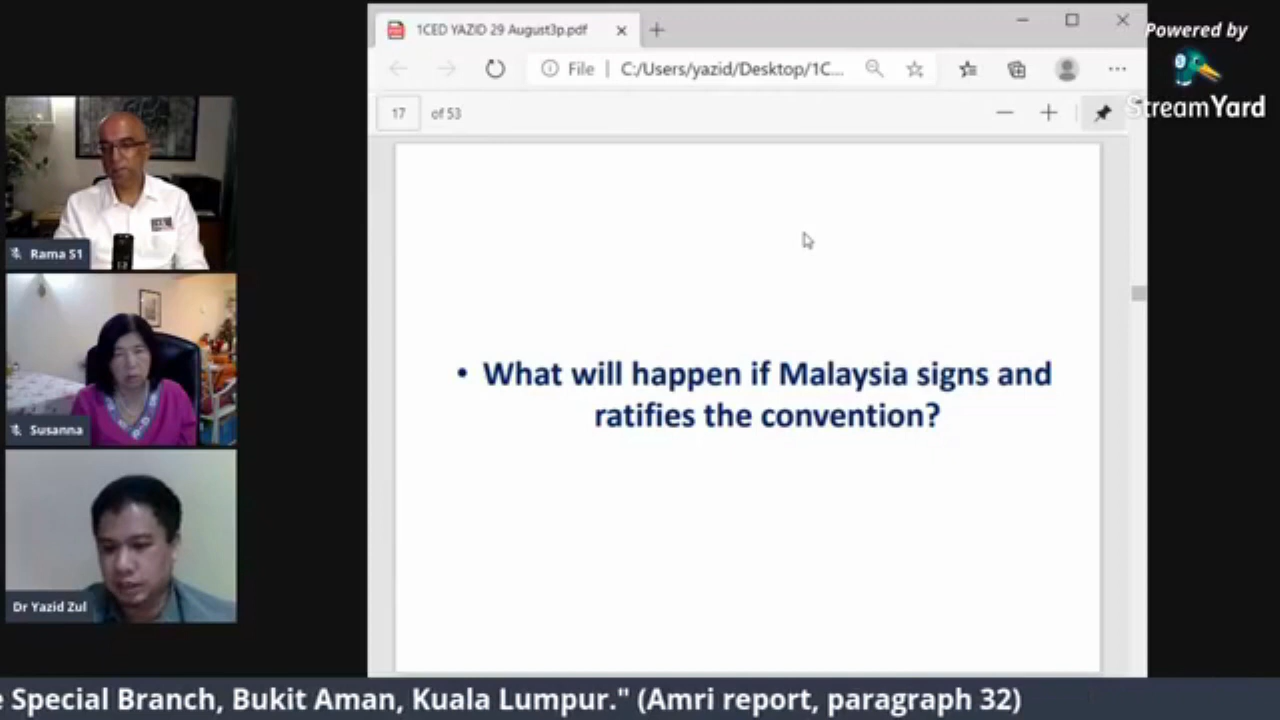 1CED YAZID 29 August3p.pdf
Powered by
StreamYard
File | C:/Users/yazid/Desktop/1C...
17 of 53
• What will happen if Malaysia signs and
ratifies the convention?
Rama S1
Susanna
Dr Yazid Zul
Special Branch, Bukit Aman, Kuala Lumpur." (Amri report, paragraph 32)